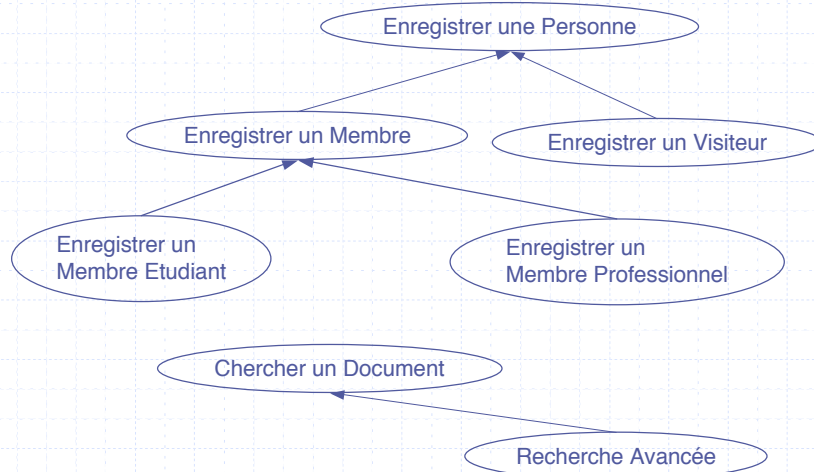 Enregistrer une Personne
Enregistrer un Membre
Enregistrer un Visiteur
Enregistrer un
Membre Etudiant
Enregistrer un
Membre Professionnel
Chercher un Document
Recherche Avancée